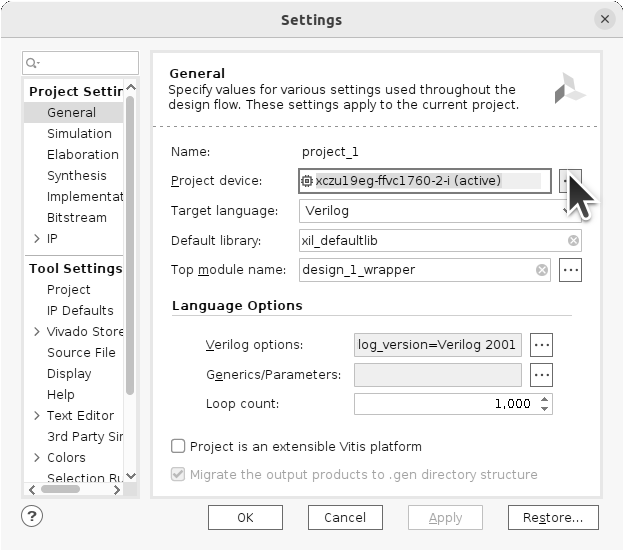 Settings
Project Settin
General
Simulation
Elaboration
Synthesis
Implementat
Bitstream
IP
Tool Settings
Project
IP Defaults
Vivado Store
Source File
Display
Help
Text Editor
3rd Party Sir
Colors
Selection Ru
General
Specify values for various settings used throughout the
design flow. These settings apply to the current project.
Name: project_1
Project device: xczu19eg-ffvc1760-2-i (active)
Target language: Verilog
Default library: xil_defaultlib
Top module name: design_1_wrapper ...
Language Options
Verilog options: log_version=Verilog 2001 ...
Generics/Parameters: ...
Loop count: 1,000
Project is an extensible Vitis platform
Migrate the output products to .gen directory structure
? OK Cancel Apply Restore...